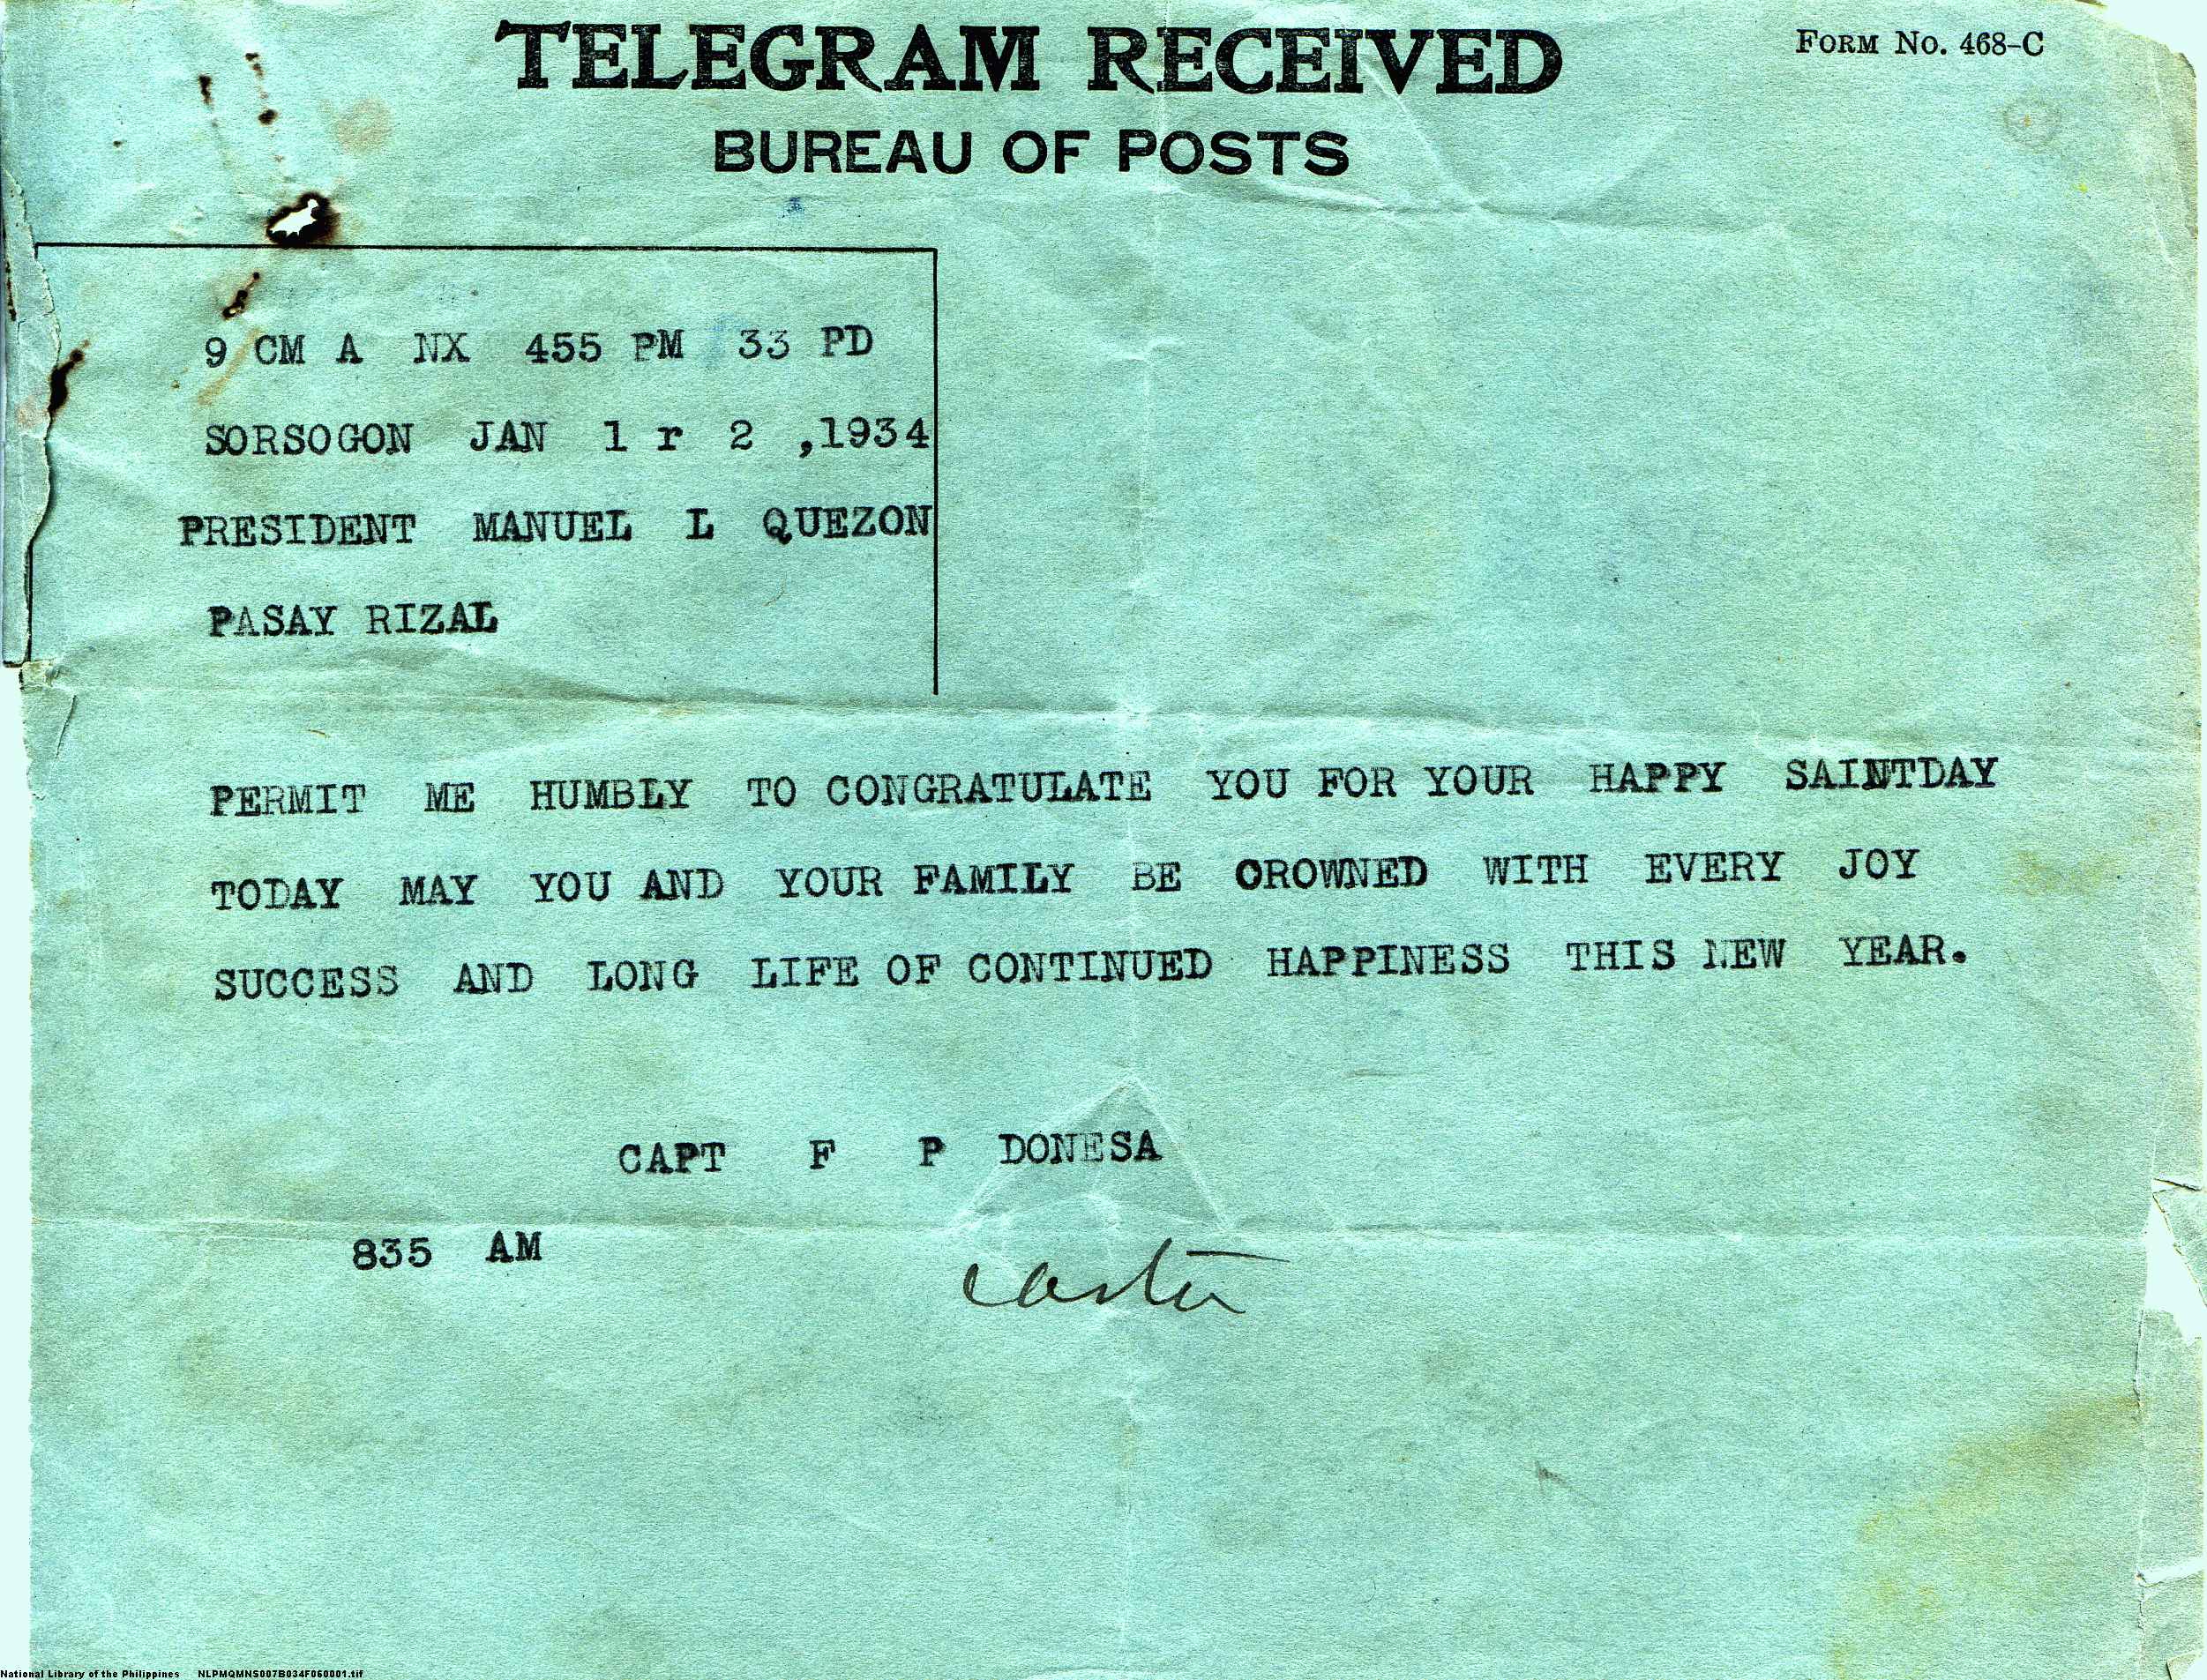 TELEGRAM RECEIVED
FORM NO. 468-C
BUREAU OF POSTS
9 CM A NX 455 PM 33 PD
SORSOGON JAN 1 r 2 ,1934
PRESIDENT MANUEL L QUEZON
PASAY RIZAL
PERMIT ME HUMBLY TO CONGRATULATE YOU FOR YOUR HAPPY SAINTDAY
TODAY MAY YOU AND YOUR FAMILY BE CROWNED WITH EVERY JOY
SUCCESS AND LONG LIFE OF CONTINUED HAPPINESS THIS NEW YEAR.
CAPT F P DONESA
835 AM
National Library of the Philippines NLPMQMNS007B034F060001.tif